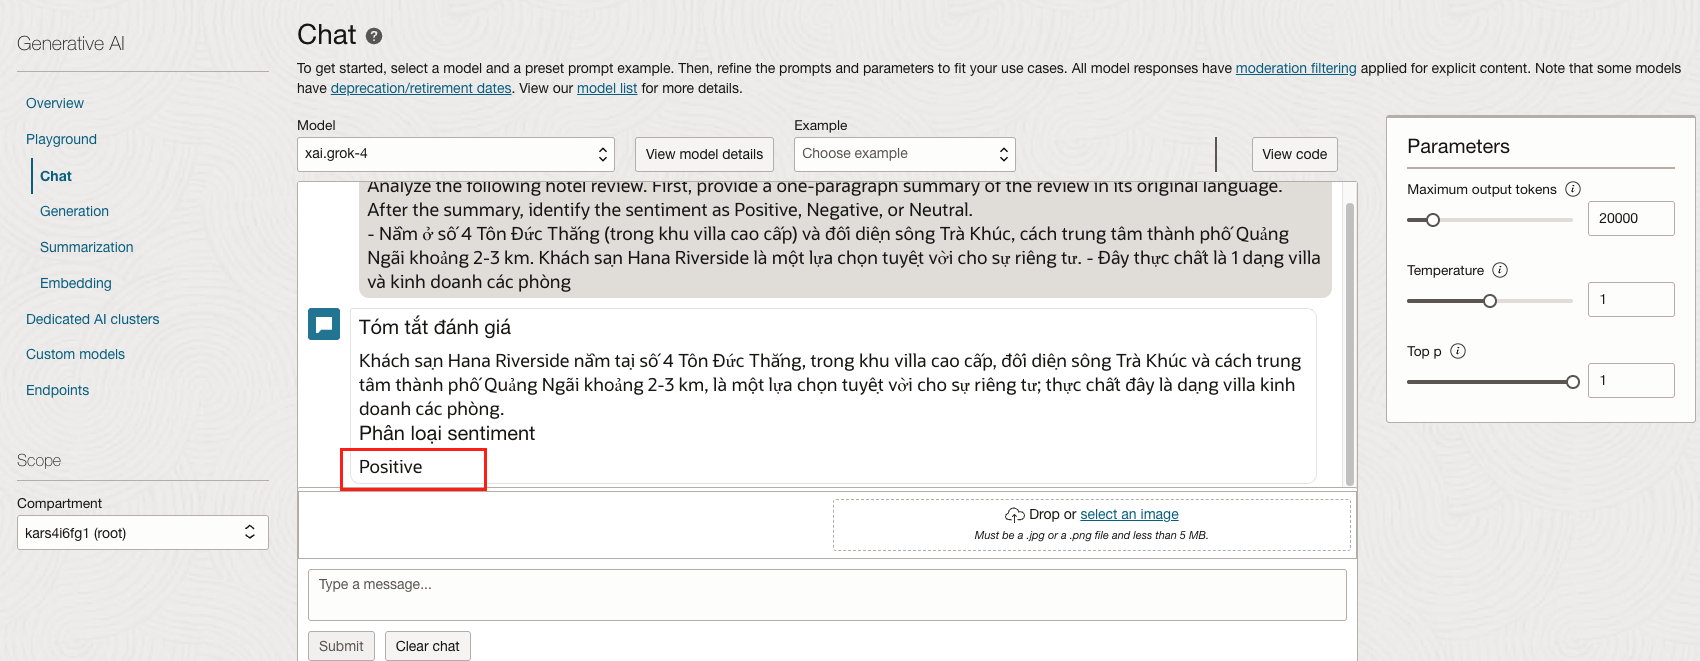 Generative AI
Overview
Playground
Chat
Generation
Summarization
Embedding
Dedicated AI clusters
Custom models
Endpoints
Scope
Compartment
kars4i6fg1 (root)
Chat
To get started, select a model and a preset prompt example. Then, refine the prompts and parameters to fit your use cases. All model responses have moderation filtering applied for explicit content. Note that some models
have deprecation/retirement dates. View our model list for more details.
Model
xai.grok-4
View model details
Example
Choose example
View code
Analyze the following hotel review. First, provide a one-paragraph summary of the review in its original language.
After the summary, identify the sentiment as Positive, Negative, or Neutral.
- Nằm ở số 4 Tôn Đức Thắng (trong khu villa cao cấp) và đối diện sông Trà Khúc, cách trung tâm thành phố Quảng
Ngãi khoảng 2-3 km. Khách sạn Hana Riverside là một lựa chọn tuyệt vời cho sự riêng tư. - Đây thực chất là 1 dạng villa
và kinh doanh các phòng
Tóm tắt đánh giá
Khách sạn Hana Riverside nằm tại số 4 Tôn Đức Thắng, trong khu villa cao cấp, đối diện sông Trà Khúc và cách trung
tâm thành phố Quảng Ngãi khoảng 2-3 km, là một lựa chọn tuyệt vời cho sự riêng tư; thực chất đây là dạng villa kinh
doanh các phòng.
Phân loại sentiment
Positive
Drop or select an image
Must be a .jpg or a .png file and less than 5 MB.
Type a message...
Submit
Clear chat
Parameters
Maximum output tokens
20000
Temperature
1
Top p
1